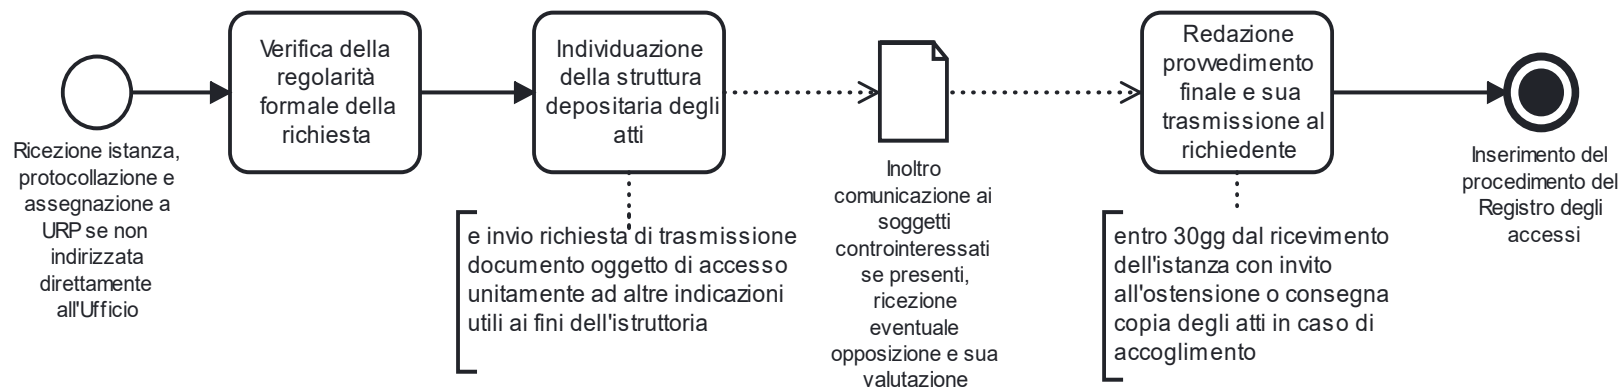 Ricezione istanza,
protocollazione e
assegnazione a
URP se non
indirizzata
direttamente
all'Ufficio
Verifica della
regolarità
formale della
richiesta
Individuazione
della struttura
depositaria degli
atti
e invio richiesta di trasmissione
documento oggetto di accesso
unitamente ad altre indicazioni
utili ai fini dell'istruttoria
Inoltro
comunicazione ai
soggetti
controinteressati
se presenti,
ricezione
eventuale
opposizione e sua
valutazione
Redazione
provvedimento
finale e sua
trasmissione al
richiedente
entro 30gg dal ricevimento
dell'istanza con invito
all'ostensione o consegna
copia degli atti in caso di
accoglimento
Inserimento del
procedimento del
Registro degli
accessi